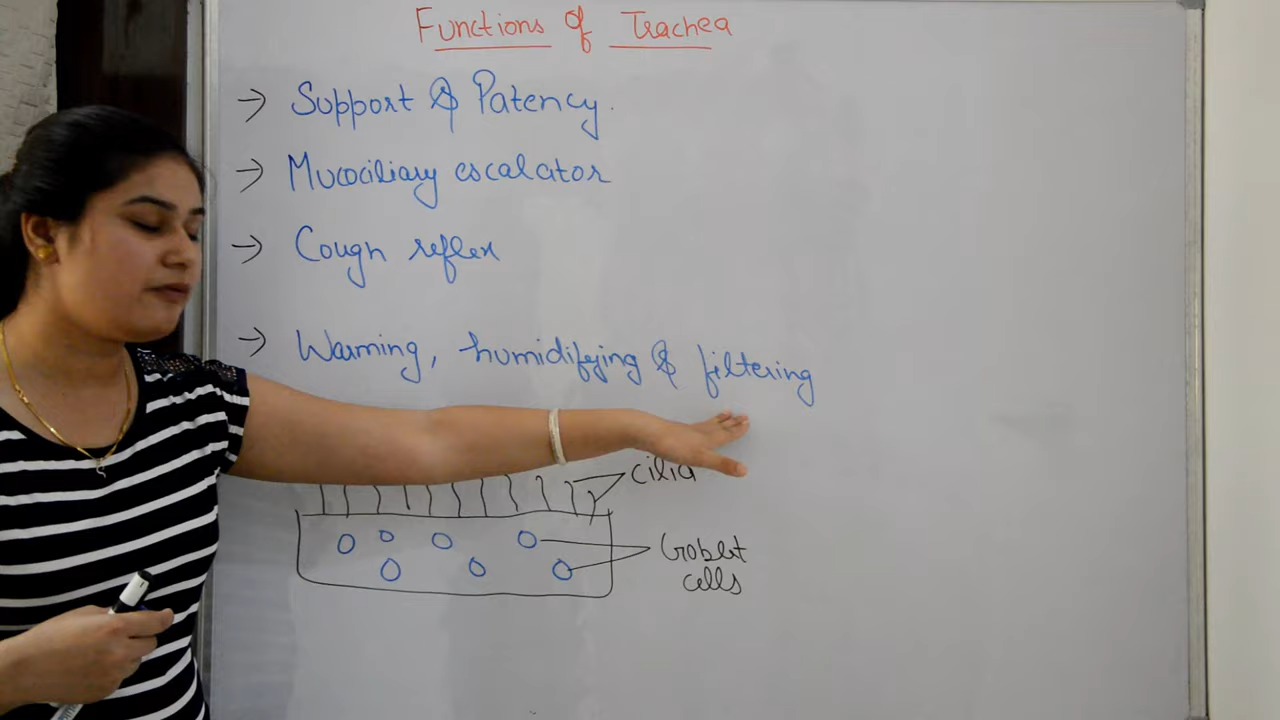 Functions of Trachea
→ Support & Patency.
→ Mucociliary escalator
→ Cough reflex
→ Warming, humidifying & filtering
cilia
Goblet
cells